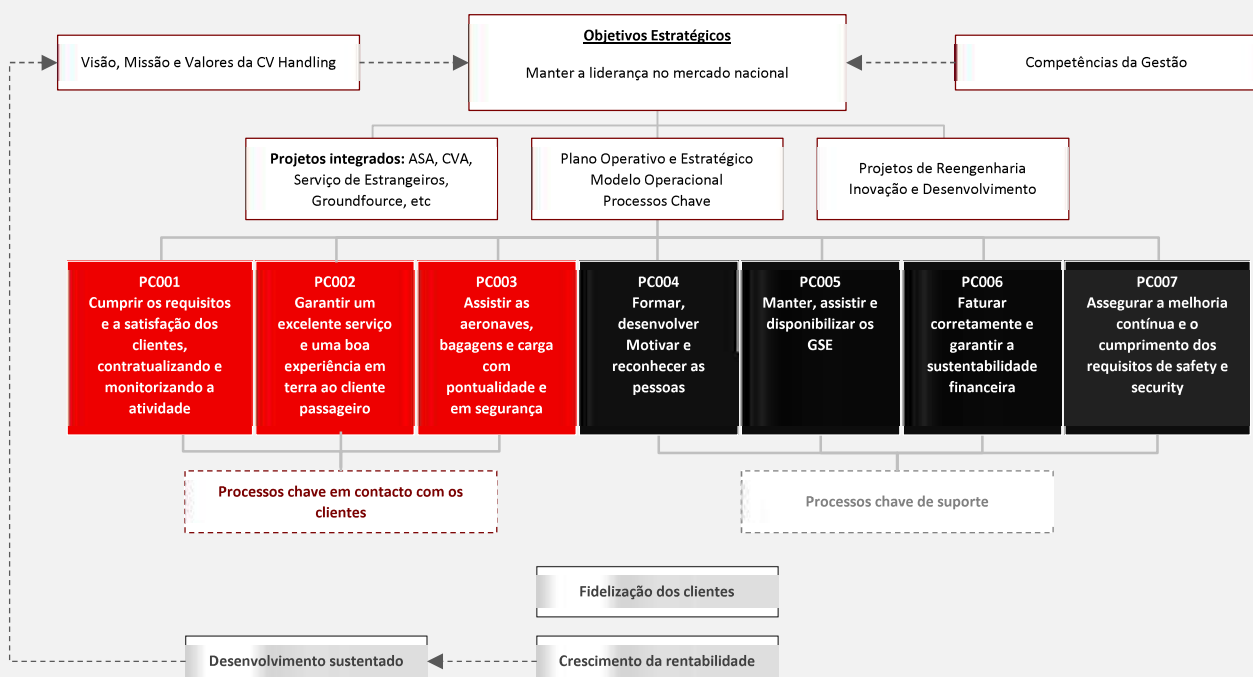 Objetivos Estratégicos
Manter a liderança no mercado nacional
Visão, Missão e Valores da CV Handling
Competências da Gestão
Projetos integrados: ASA, CVA,
Serviço de Estrangeiros,
Groundfource, etc
Plano Operativo e Estratégico
Modelo Operacional
Processos Chave
Projetos de Reengenharia
Inovação e Desenvolvimento
PC001
Cumprir os requisitos
e a satisfação dos
clientes,
contratualizando e
monitorizando a
atividade
PC002
Garantir um
excelente serviço
e uma boa
experiência em
terra ao cliente
passageiro
PC003
Assistir as
aeronaves,
bagagens e carga
com
pontualidade e
em segurança
PC004
Formar,
desenvolver
Motivar e
reconhecer as
pessoas
PC005
Manter, assistir e
disponibilizar os
GSE
PC006
Faturar
corretamente e
garantir a
sustentabilidade
financeira
PC007
Assegurar a melhoria
contínua e o
cumprimento dos
requisitos de safety e
security
Processos chave em contacto com os
clientes
Processos chave de suporte
Fidelização dos clientes
Desenvolvimento sustentado
Crescimento da rentabilidade